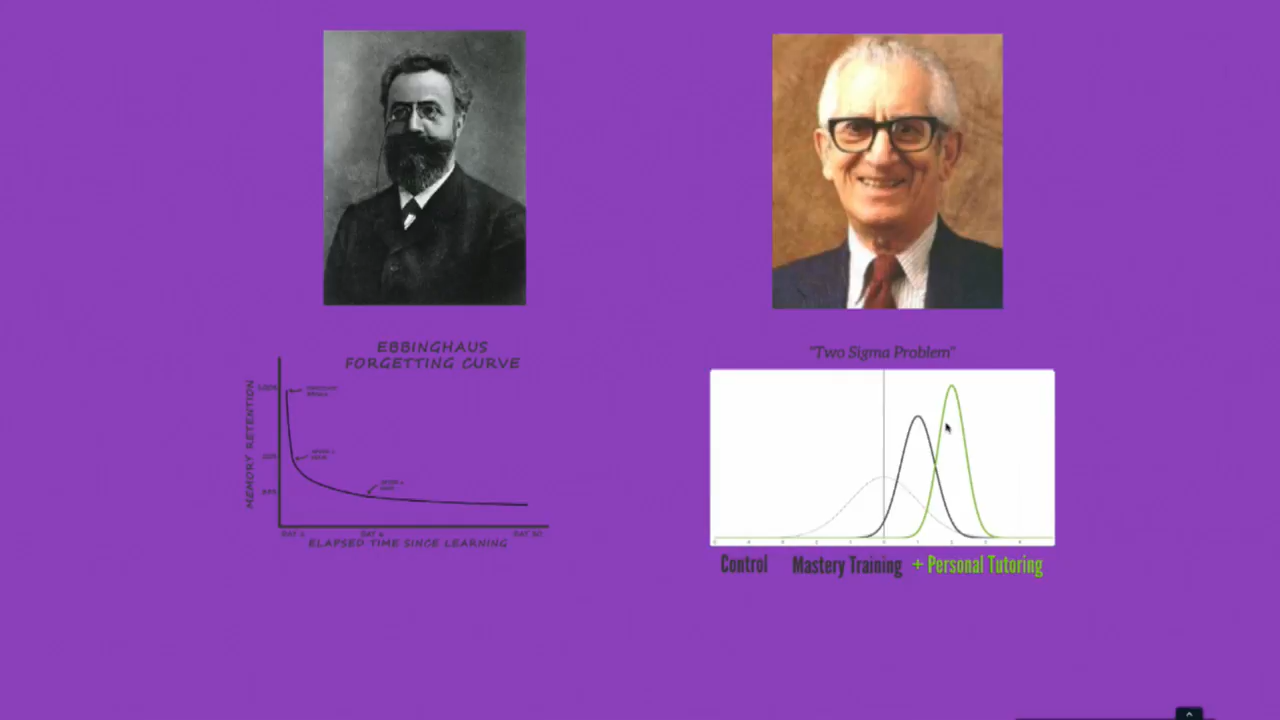 EBBINGHAUS
FORGETTING CURVE
MEMORY RETENTION
ELAPSED TIME SINCE LEARNING
"Two Sigma Problem"
Control
Mastery Training
+ Personal Tutoring